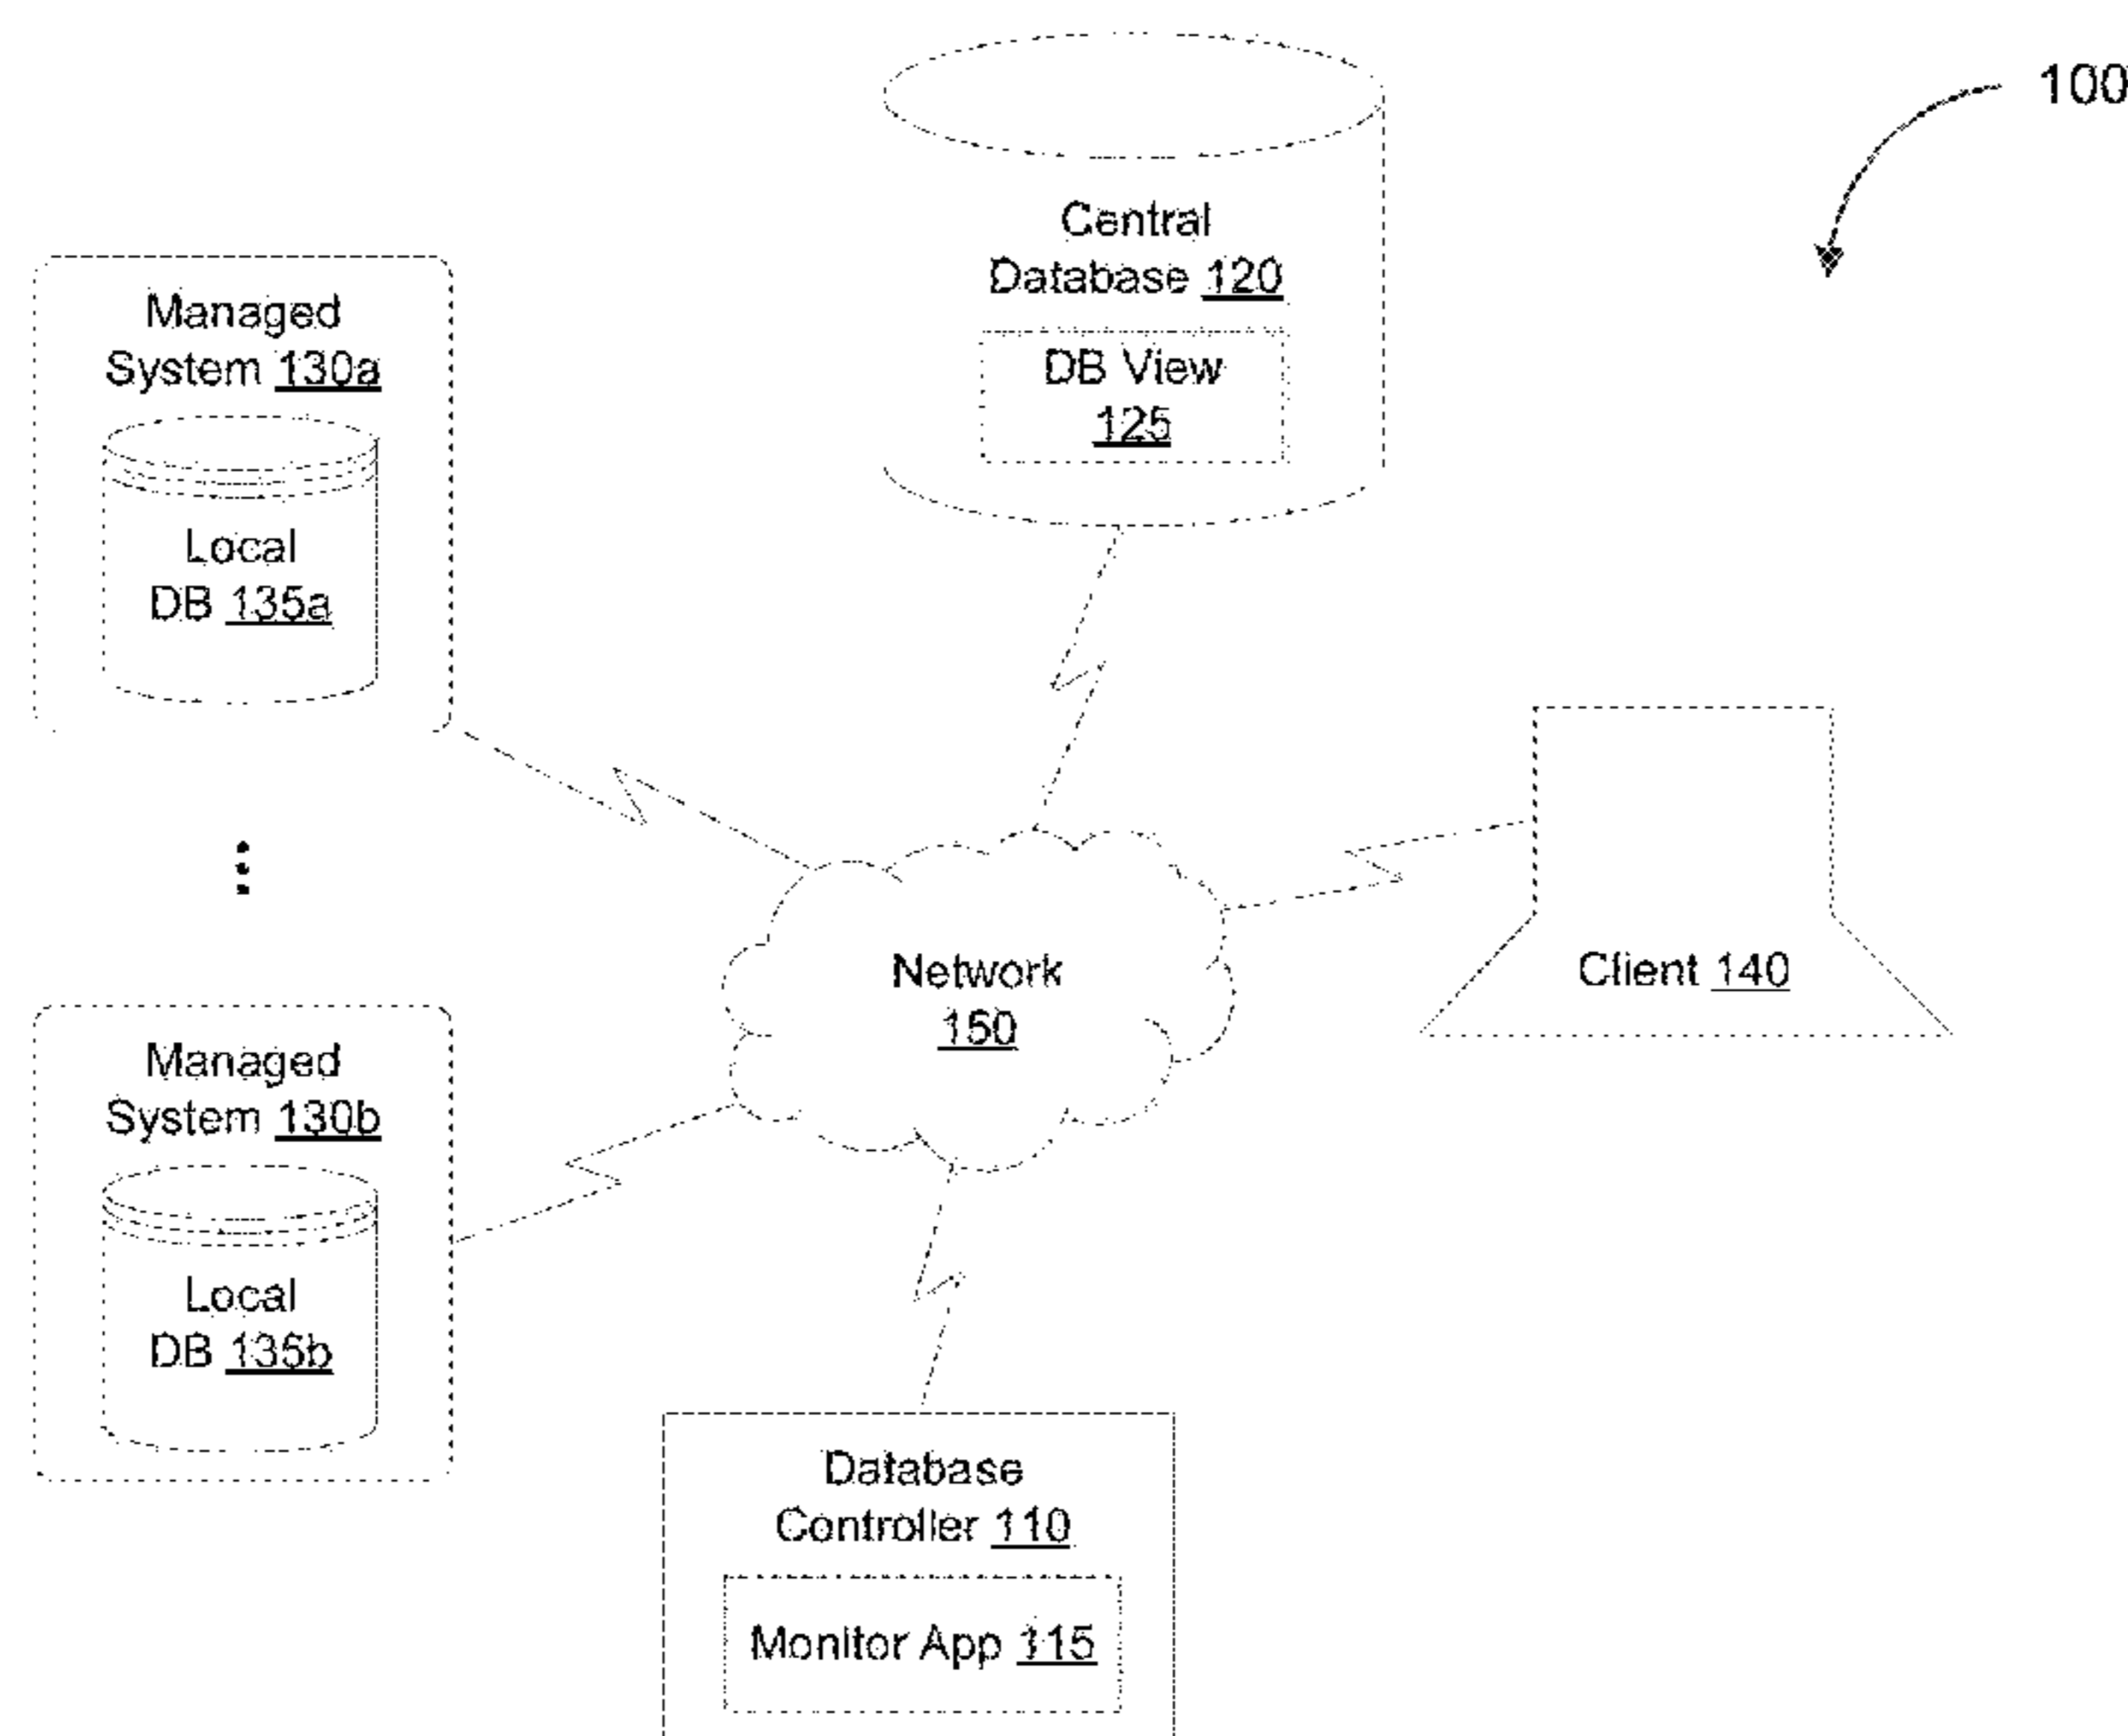 100
Central
Database 120
DB View
125
Managed
System 130a
Local
DB 135a
Network
150
Client 140
Managed
System 130b
Local
DB 135b
Database
Controller 110
Monitor App 115